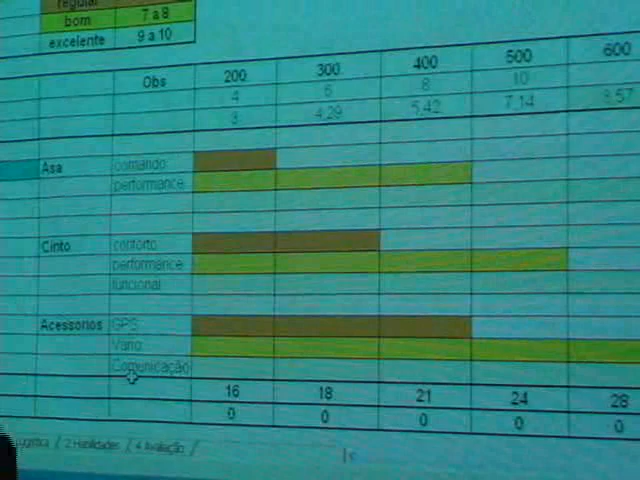 regular
bom 7 a 8
excelente 9 a 10
Obs 200 300 400 500 600
4 6 8 10
3 4,29 5,42 7,14 8,57
Asa comando
performance
Cinto conforto
performance
funcional
Acessorios GPS
Vario
Comunicação
16 18 21 24 28
0 0 0 0 0
/ 2 Habilidades / 4 Avaliação /